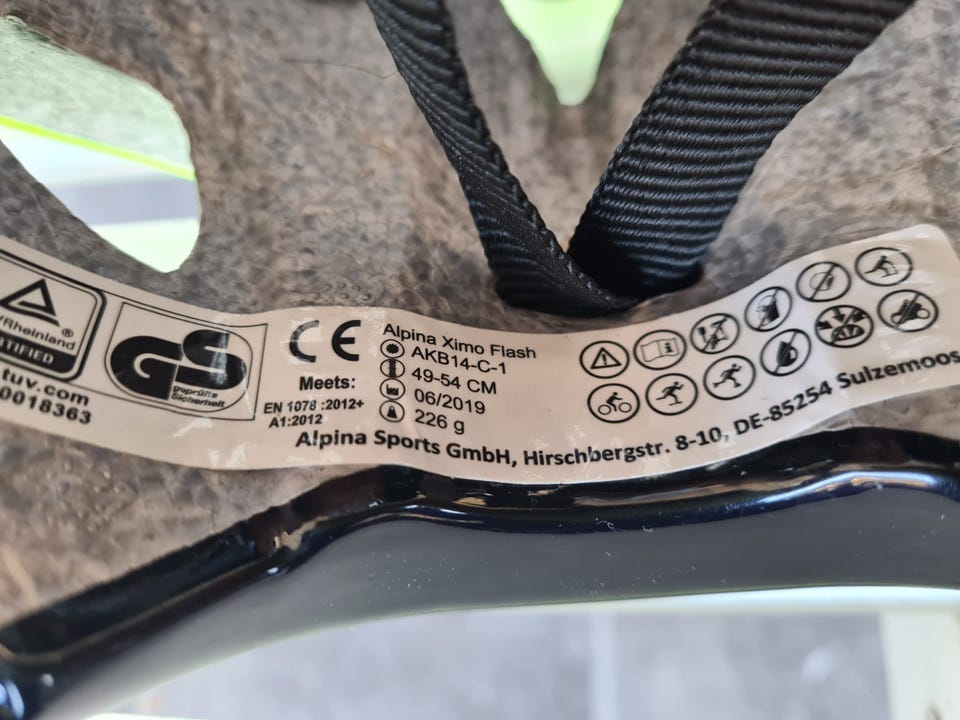 /Rheinland®
TIFIED
tuv.com
0018363
GS
geprüfte
Sicherheit
CE
Meets:
EN 1078 :2012+
A1:2012
Alpina Ximo Flash
AKB14-C-1
49-54 CM
06/2019
226 g
Alpina Sports GmbH, Hirschbergstr. 8-10, DE-85254 Sulzemoos